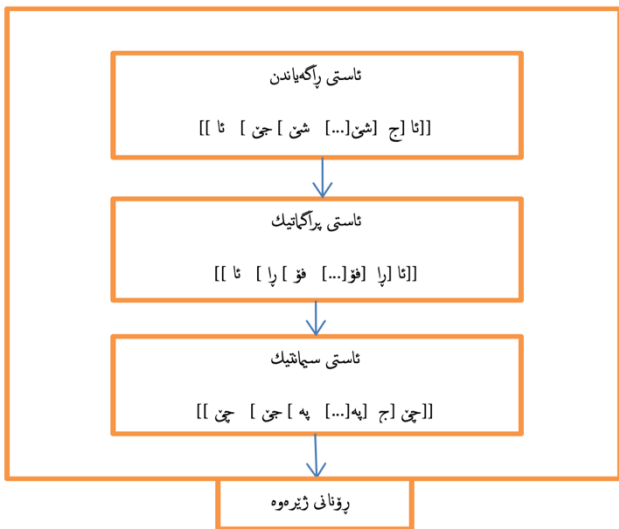 ئاستی ڕاگەیاندن
[[ئا [ج [شێ[...] شێ ] جێ ] ئا ]]
ئاستی پراگماتیك
[[ئا [ڕا [فۆ[...] فۆ ] ڕا ] ئا ]]
ئاستی سیمانتیك
[[چێ [ج [پە[...] پە ] جێ ] چێ ]]
ڕۆنانی ژێرەوە